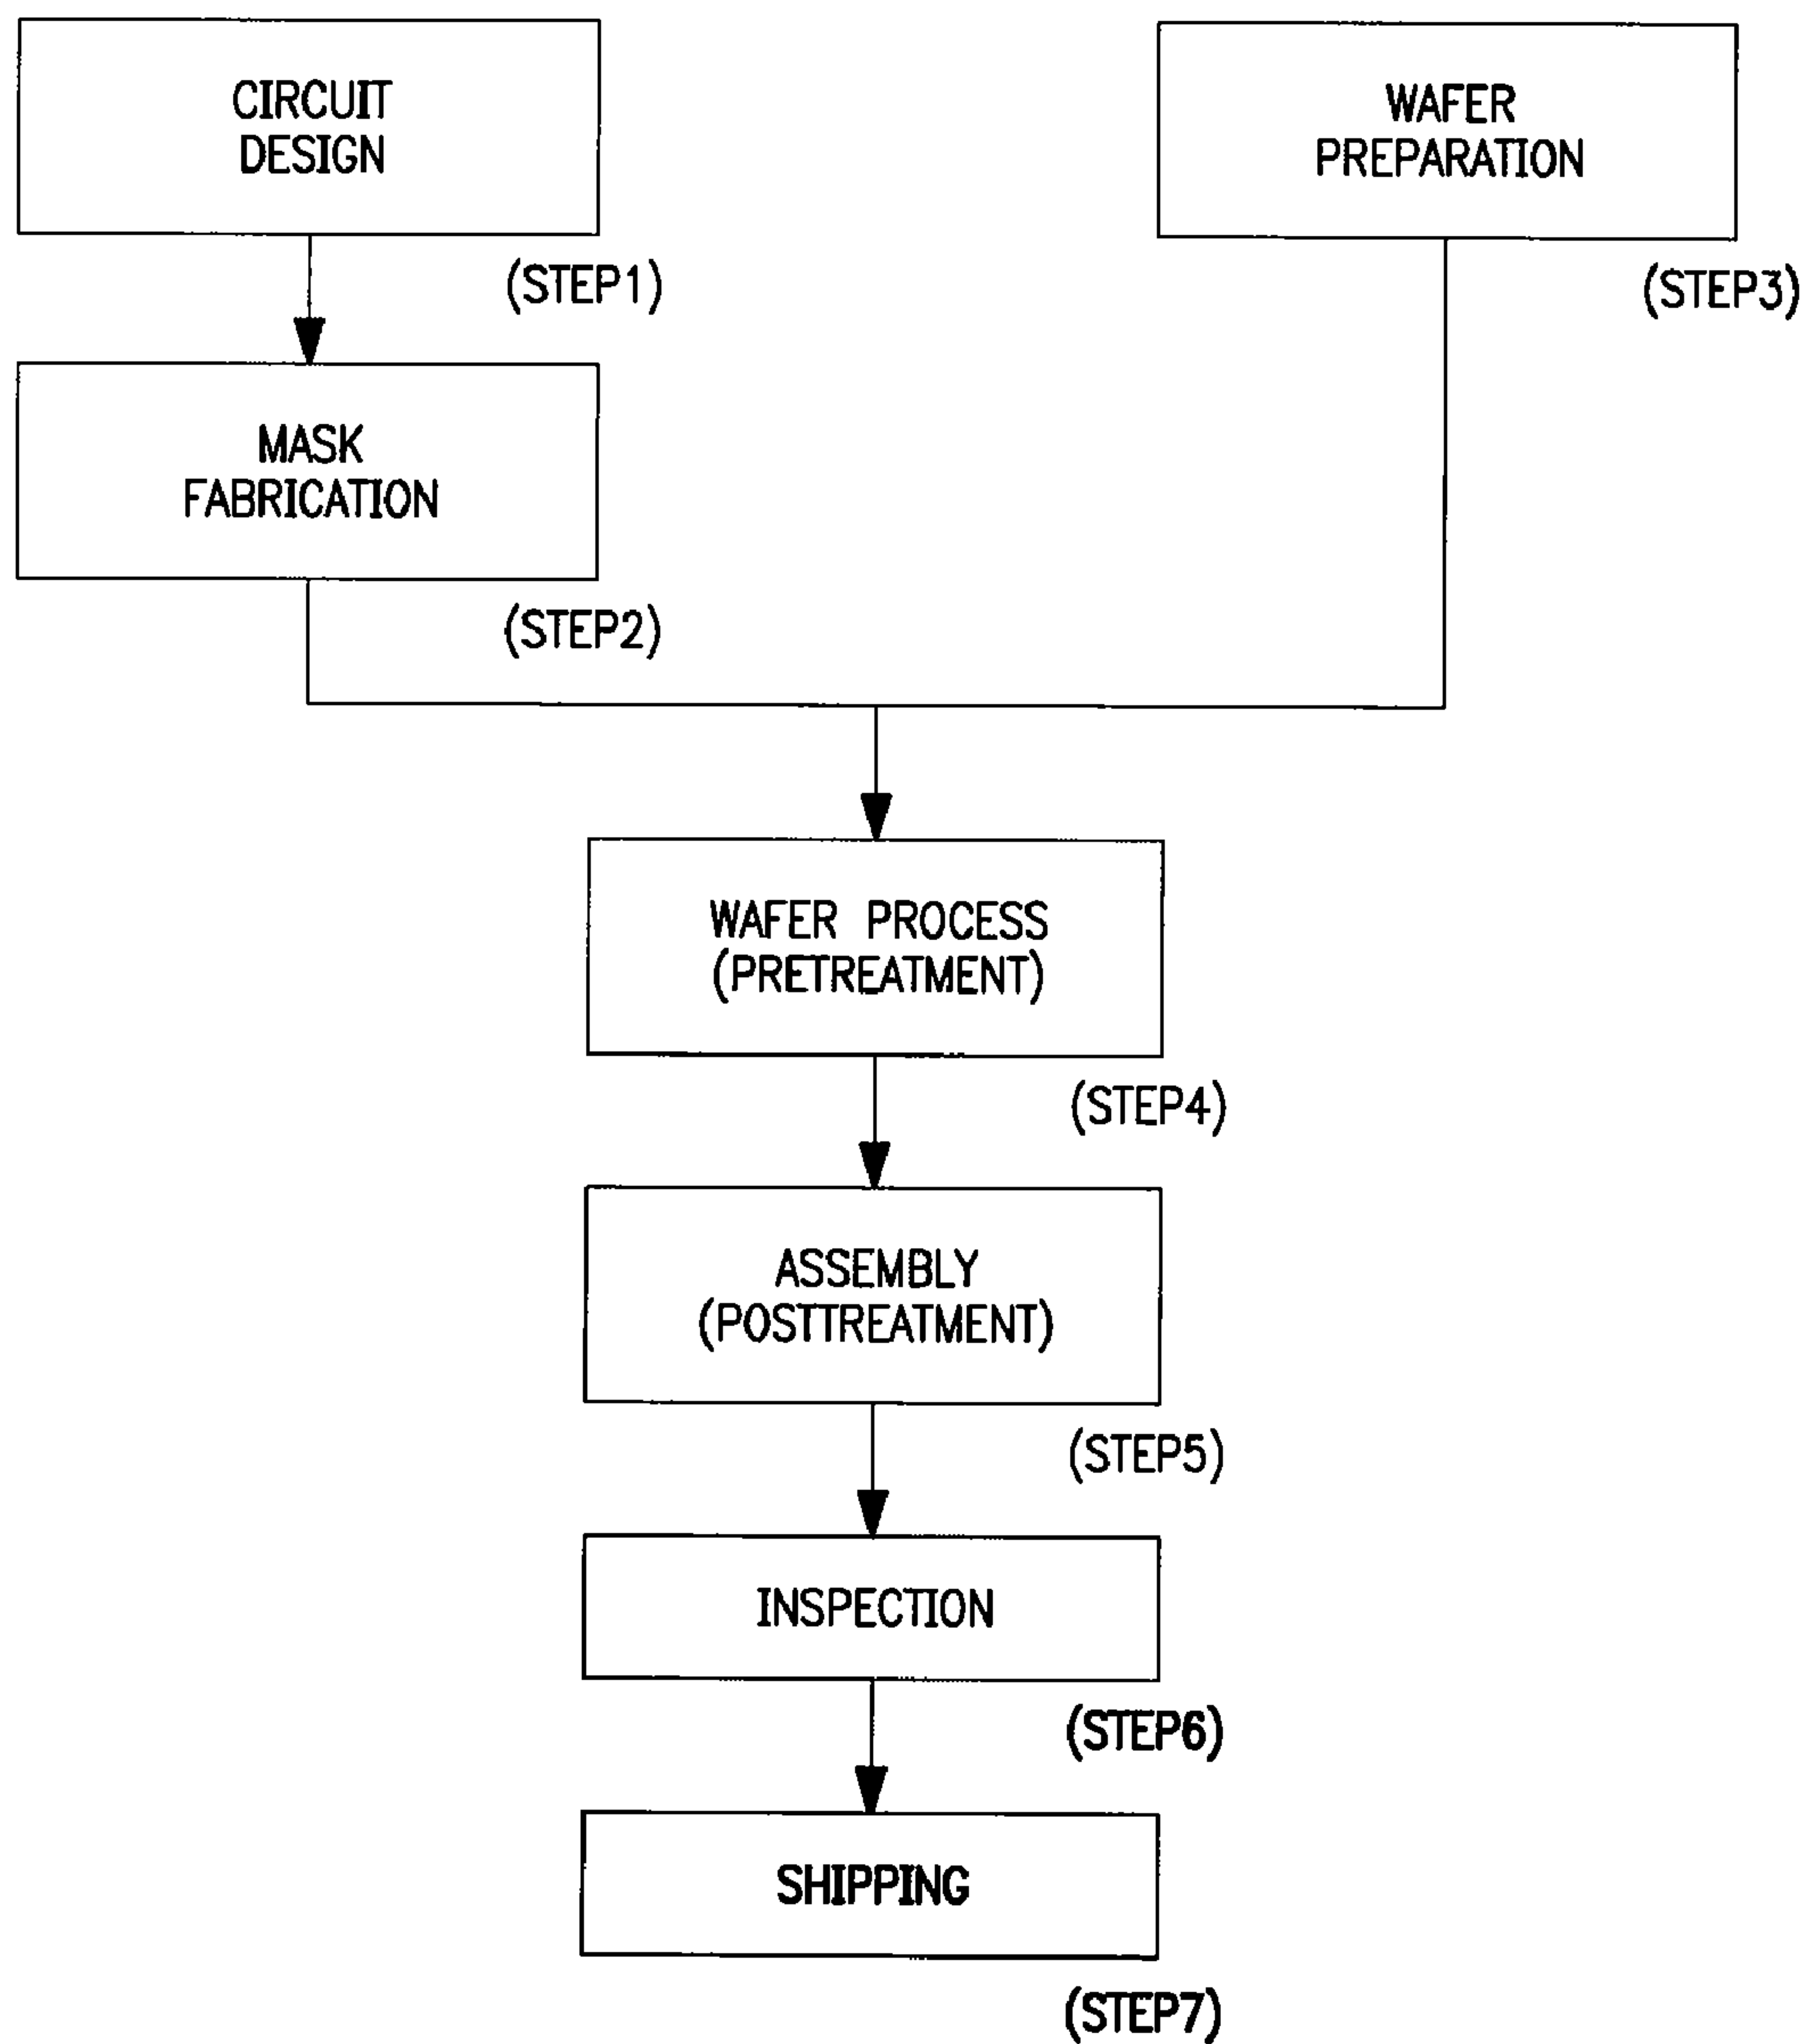 CIRCUIT
DESIGN
(STEP1)
MASK
FABRICATION
(STEP2)
WAFER
PREPARATION
(STEP3)
WAFER PROCESS
(PRETREATMENT)
(STEP4)
ASSEMBLY
(POSTTREATMENT)
(STEP5)
INSPECTION
(STEP6)
SHIPPING
(STEP7)